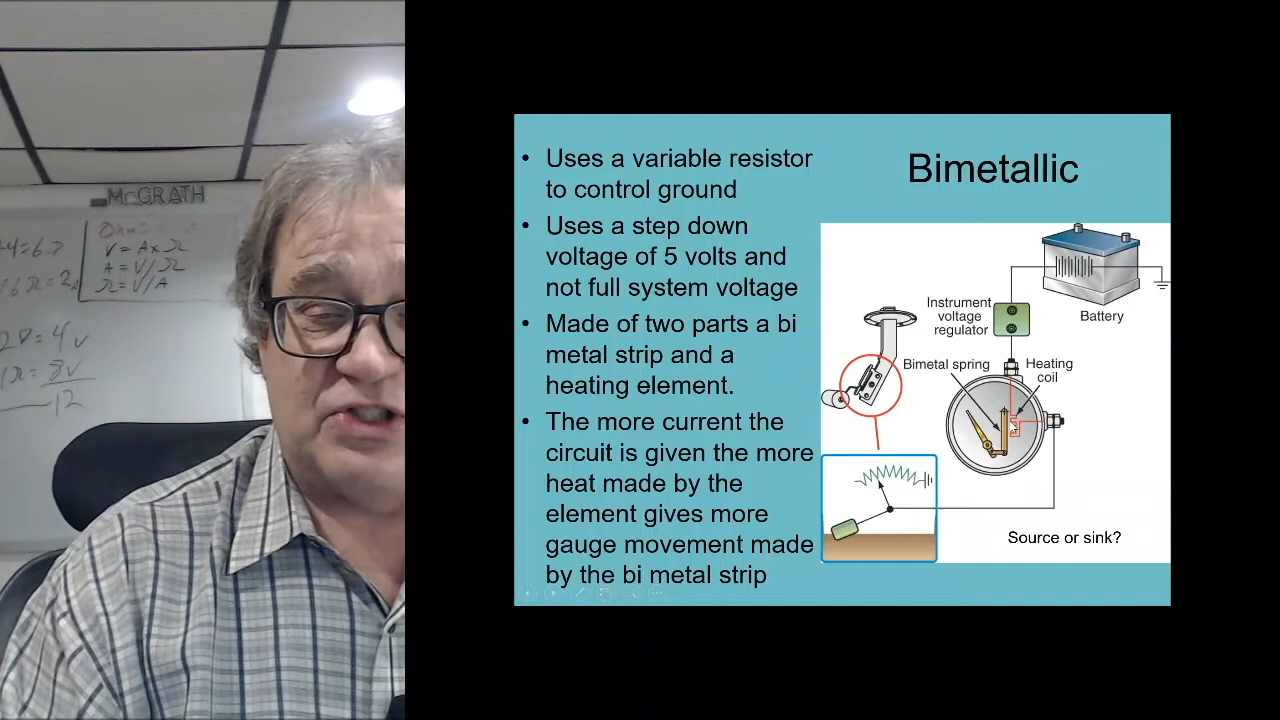 McGRATH
V = A x Ω
A = V/Ω
Ω = V/A
Bimetallic
• Uses a variable resistor
to control ground
• Uses a step down
voltage of 5 volts and
not full system voltage
• Made of two parts a bi
metal strip and a
heating element.
• The more current the
circuit is given the more
heat made by the
element gives more
gauge movement made
by the bi metal strip
Instrument
voltage
regulator
Battery
Bimetal spring
Heating
coil
Source or sink?